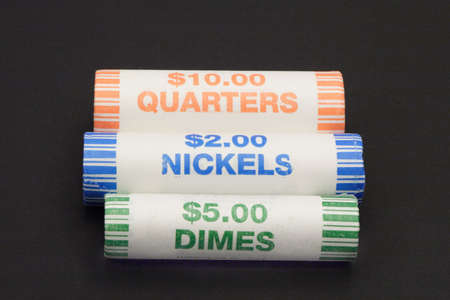 $10.00
QUARTERS
$2.00
NICKELS
$5.00
DIMES